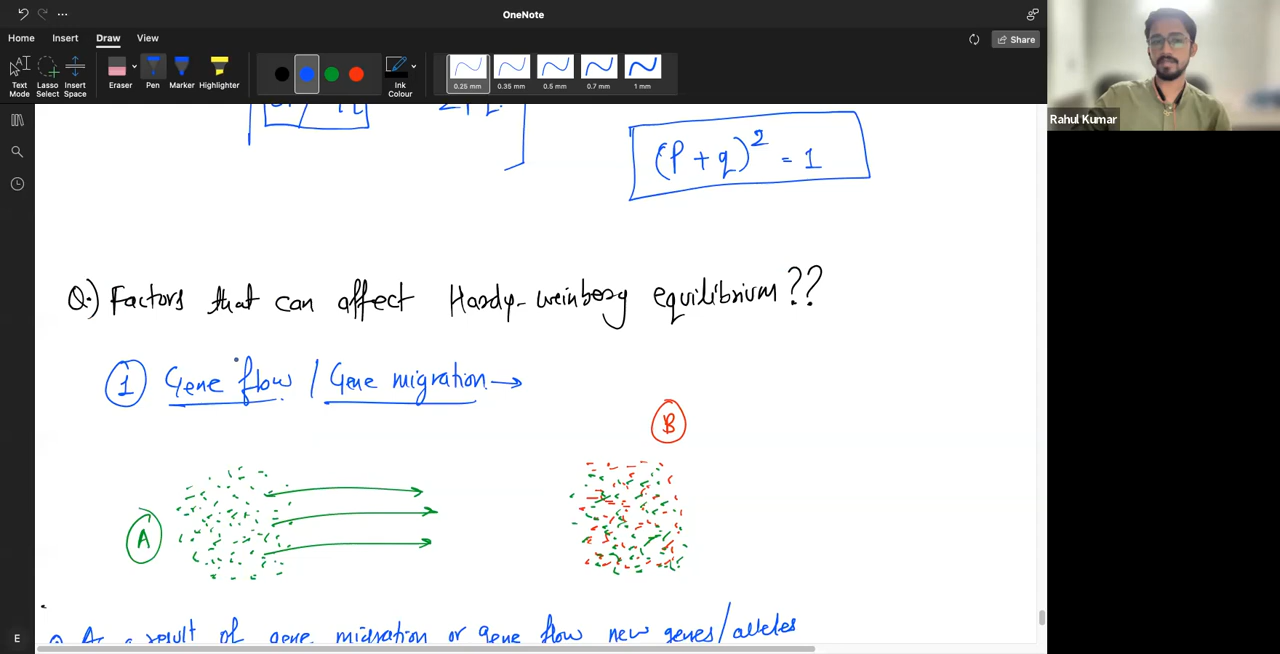 OneNote
Home Insert Draw View
Share
Text Mode Lasso Select Insert Space Eraser Pen Marker Highlighter Ink Colour 0.25 mm 0.35 mm 0.5 mm 0.7 mm 1 mm
Rahul Kumar
(p + q)² = 1
Q.) Factors that can affect Hardy-weinberg equilibrium??
1 Gene flow / Gene migration →
B
A
As a result of gene migration or gene flow new genes/alleles
E